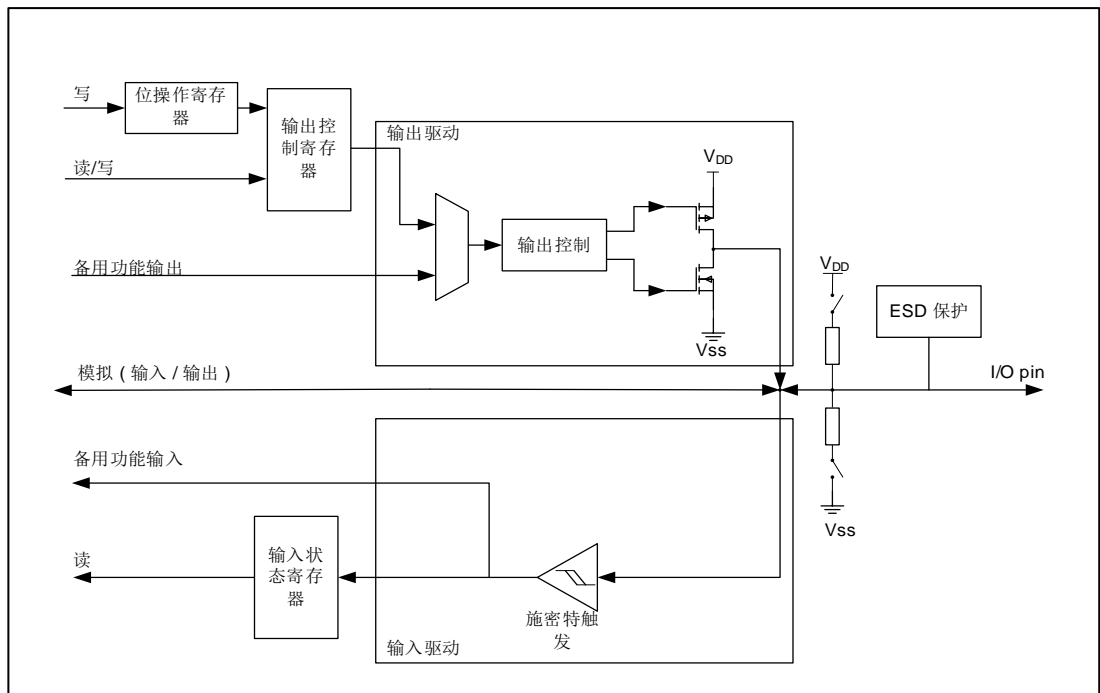 写
位操作寄存
器
输出控
制寄存
器
读/写
备用功能输出
输出驱动
输出控制
VDD
Vss
VDD
ESD 保护
模拟 ( 输入 / 输出 )
I/O pin
备用功能输入
Vss
读
输入状
态寄存
器
施密特触
发
输入驱动